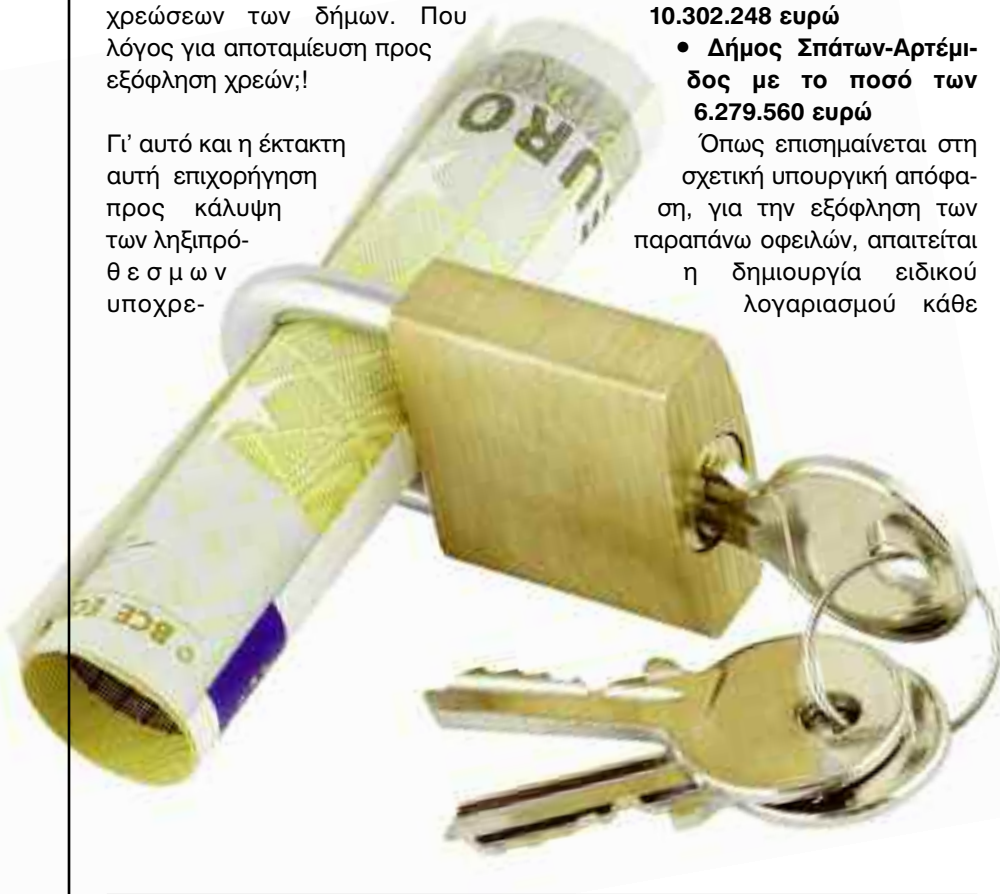 χρεώσεων των δήμων. Που
λόγος για αποταμίευση προς
εξόφληση χρεών;!
Γι’ αυτό και η έκτακτη
αυτή επιχορήγηση
προς κάλυψη
των ληξιπρό-
θεσμων
υποχρε-
10.302.248 ευρώ
• Δήμος Σπάτων-Αρτέμι-
δος με το ποσό των
6.279.560 ευρώ
Όπως επισημαίνεται στη
σχετική υπουργική απόφα-
ση, για την εξόφληση των
παραπάνω οφειλών, απαιτείται
η δημιουργία ειδικού
λογαριασμού κάθε
EURO
© BCE